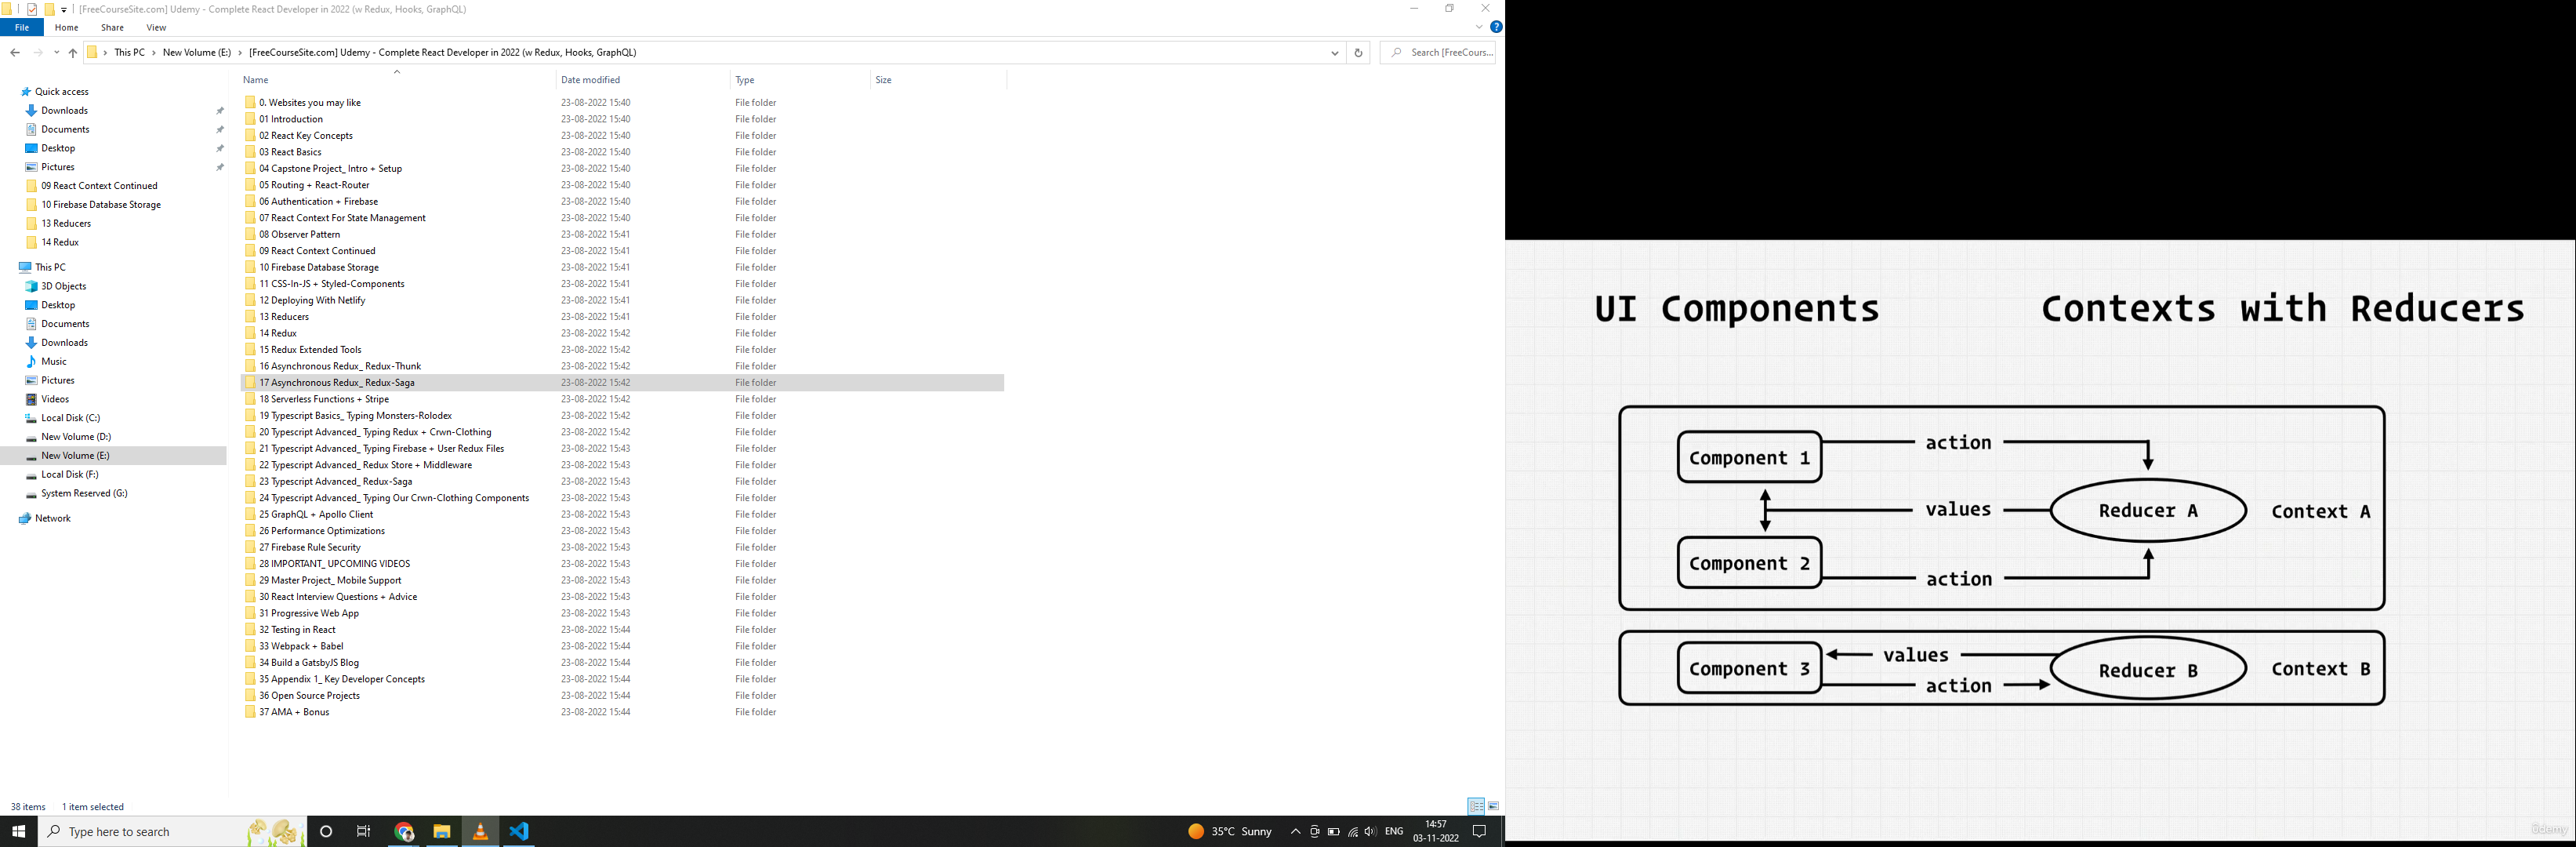 [FreeCourseSite.com] Udemy - Complete React Developer in 2022 (w Redux, Hooks, GraphQL)
File Home Share View
This PC New Volume (E:) [FreeCourseSite.com] Udemy - Complete React Developer in 2022 (w Redux, Hooks, GraphQL)
Search [FreeCours...
Quick access
Downloads
Documents
Desktop
Pictures
09 React Context Continued
10 Firebase Database Storage
13 Reducers
14 Redux
This PC
3D Objects
Desktop
Documents
Downloads
Music
Pictures
Videos
Local Disk (C:)
New Volume (D:)
New Volume (E:)
Local Disk (F:)
System Reserved (G:)
Network
Name Date modified Type Size
0. Websites you may like 23-08-2022 15:40 File folder
01 Introduction 23-08-2022 15:40 File folder
02 React Key Concepts 23-08-2022 15:40 File folder
03 React Basics 23-08-2022 15:40 File folder
04 Capstone Project_ Intro + Setup 23-08-2022 15:40 File folder
05 Routing + React-Router 23-08-2022 15:40 File folder
06 Authentication + Firebase 23-08-2022 15:40 File folder
07 React Context For State Management 23-08-2022 15:40 File folder
08 Observer Pattern 23-08-2022 15:41 File folder
09 React Context Continued 23-08-2022 15:41 File folder
10 Firebase Database Storage 23-08-2022 15:41 File folder
11 CSS-In-JS + Styled-Components 23-08-2022 15:41 File folder
12 Deploying With Netlify 23-08-2022 15:41 File folder
13 Reducers 23-08-2022 15:41 File folder
14 Redux 23-08-2022 15:42 File folder
15 Redux Extended Tools 23-08-2022 15:42 File folder
16 Asynchronous Redux_ Redux-Thunk 23-08-2022 15:42 File folder
17 Asynchronous Redux_ Redux-Saga 23-08-2022 15:42 File folder
18 Serverless Functions + Stripe 23-08-2022 15:42 File folder
19 Typescript Basics_ Typing Monsters-Rolodex 23-08-2022 15:42 File folder
20 Typescript Advanced_ Typing Redux + Crwn-Clothing 23-08-2022 15:42 File folder
21 Typescript Advanced_ Typing Firebase + User Redux Files 23-08-2022 15:43 File folder
22 Typescript Advanced_ Redux Store + Middleware 23-08-2022 15:43 File folder
23 Typescript Advanced_ Redux-Saga 23-08-2022 15:43 File folder
24 Typescript Advanced_ Typing Our Crwn-Clothing Components 23-08-2022 15:43 File folder
25 GraphQL + Apollo Client 23-08-2022 15:43 File folder
26 Performance Optimizations 23-08-2022 15:43 File folder
27 Firebase Rule Security 23-08-2022 15:43 File folder
28 IMPORTANT_ UPCOMING VIDEOS 23-08-2022 15:43 File folder
29 Master Project_ Mobile Support 23-08-2022 15:43 File folder
30 React Interview Questions + Advice 23-08-2022 15:43 File folder
31 Progressive Web App 23-08-2022 15:43 File folder
32 Testing in React 23-08-2022 15:44 File folder
33 Webpack + Babel 23-08-2022 15:44 File folder
34 Build a GatsbyJS Blog 23-08-2022 15:44 File folder
35 Appendix 1_ Key Developer Concepts 23-08-2022 15:44 File folder
36 Open Source Projects 23-08-2022 15:44 File folder
37 AMA + Bonus 23-08-2022 15:44 File folder
38 items 1 item selected
Type here to search
35°C Sunny
ENG
14:57
03-11-2022
UI Components Contexts with Reducers
Component 1 action
values Reducer A Context A
Component 2 action
Component 3 values Reducer B Context B
action
Udemy